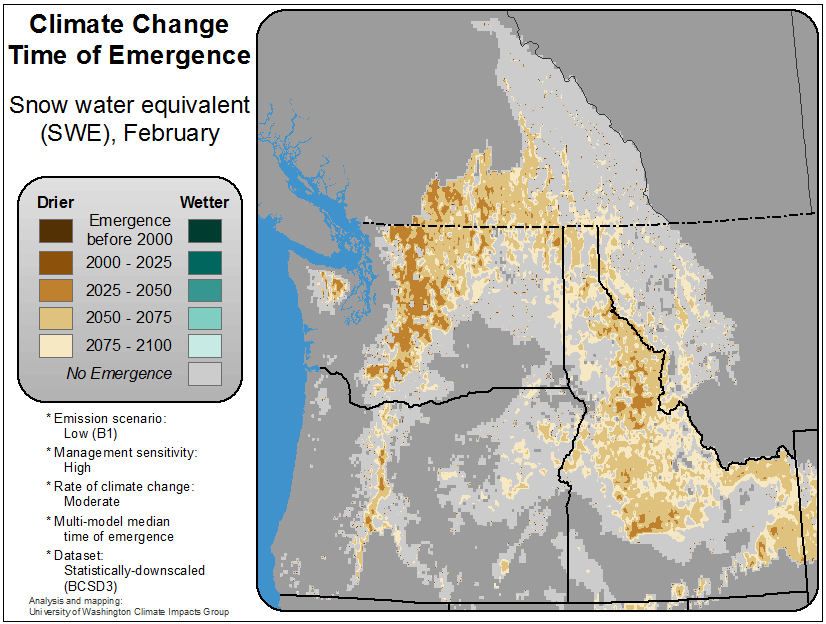 Climate Change
Time of Emergence
Snow water equivalent
(SWE), February
Drier Wetter
Emergence
before 2000
2000 - 2025
2025 - 2050
2050 - 2075
2075 - 2100
No Emergence
* Emission scenario:
Low (B1)
* Management sensitivity:
High
* Rate of climate change:
Moderate
* Multi-model median
time of emergence
* Dataset:
Statistically-downscaled
(BCSD3)
Analysis and mapping:
University of Washington Climate Impacts Group